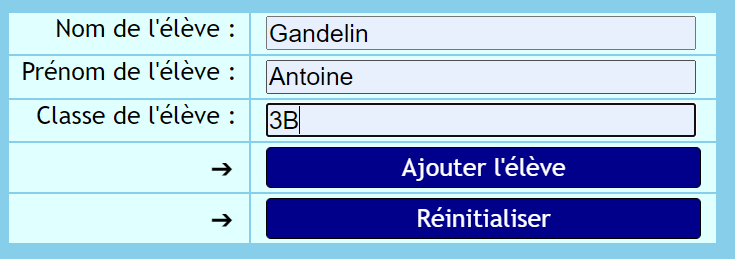 Nom de l'élève : Gandelin
Prénom de l'élève : Antoine
Classe de l'élève : 3B
➔ Ajouter l'élève
➔ Réinitialiser